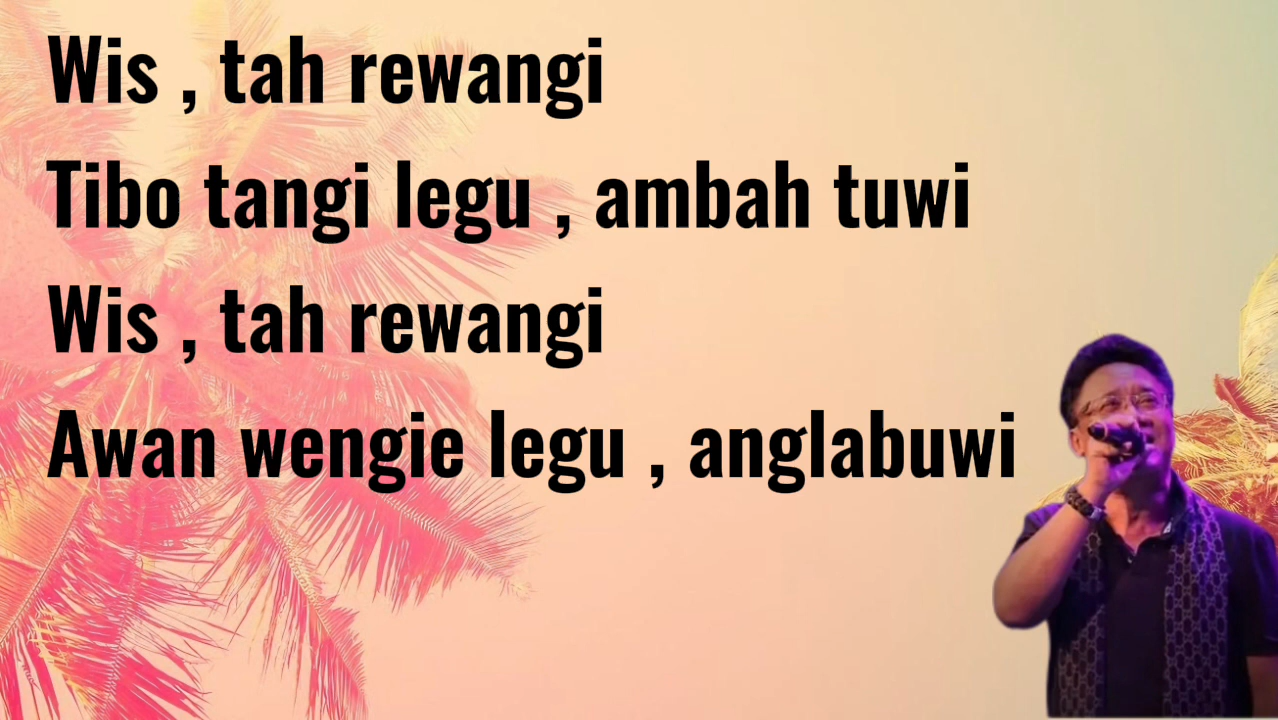 Wis , tah rewangi
Tibo tangi legu , ambah tuwi
Wis , tah rewangi
Awan wengie legu , anglabuwi